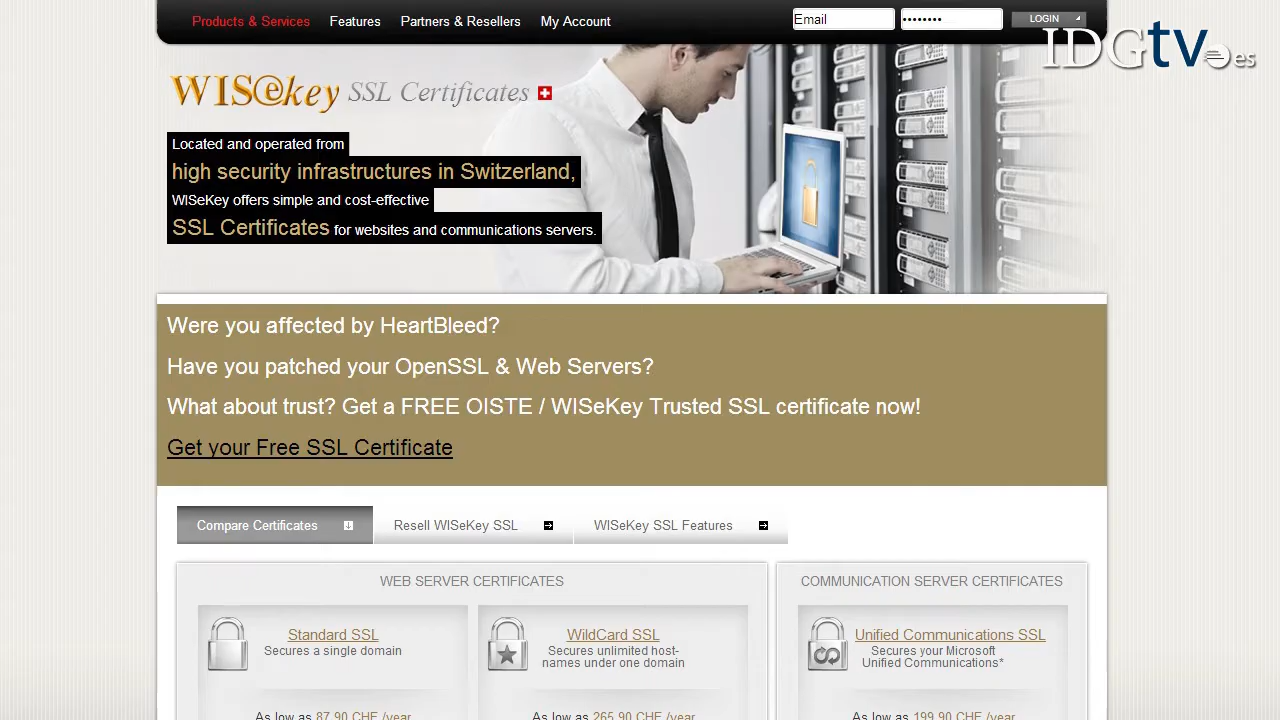 Products & Services Features Partners & Resellers My Account Email •••••••• LOGIN
IDGtv.es
WIS@key SSL Certificates
Located and operated from
high security infrastructures in Switzerland,
WISeKey offers simple and cost-effective
SSL Certificates for websites and communications servers.
Were you affected by HeartBleed?
Have you patched your OpenSSL & Web Servers?
What about trust? Get a FREE OISTE / WISeKey Trusted SSL certificate now!
Get your Free SSL Certificate
Compare Certificates Resell WISeKey SSL WISeKey SSL Features
WEB SERVER CERTIFICATES COMMUNICATION SERVER CERTIFICATES
Standard SSL WildCard SSL Unified Communications SSL
Secures a single domain Secures unlimited host- Secures your Microsoft
names under one domain Unified Communications*
As low as 87.90 CHF /year As low as 265.90 CHF /year As low as 199.90 CHF /year